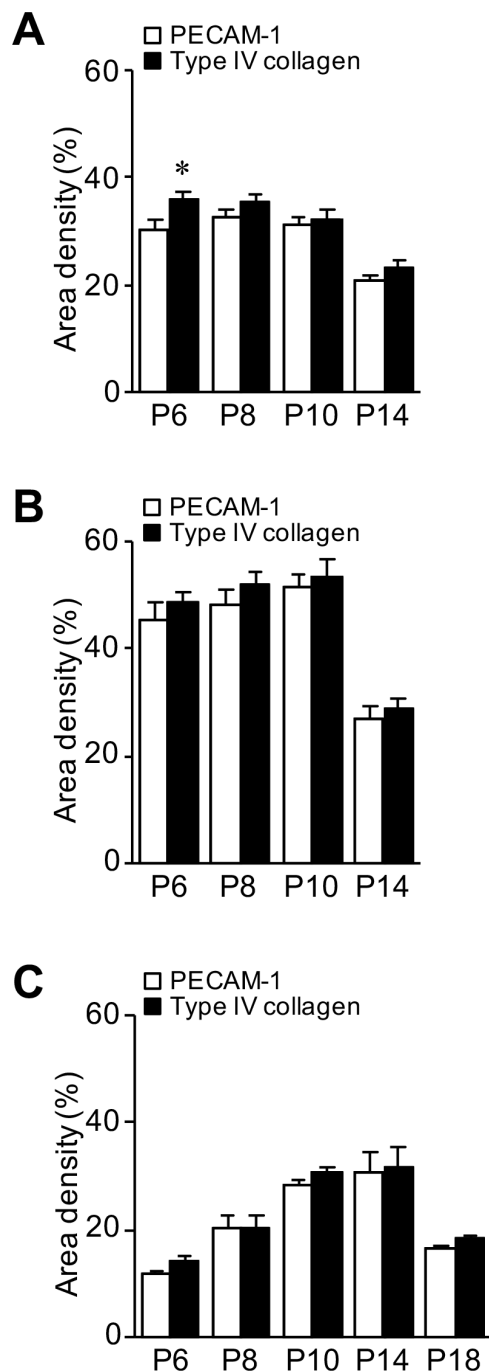 A
PECAM-1
Type IV collagen
60
40
20
0
Area density (%)
*
P6 P8 P10 P14
B
PECAM-1
Type IV collagen
60
40
20
0
Area density (%)
P6 P8 P10 P14
C
PECAM-1
Type IV collagen
60
40
20
0
Area density (%)
P6 P8 P10 P14 P18